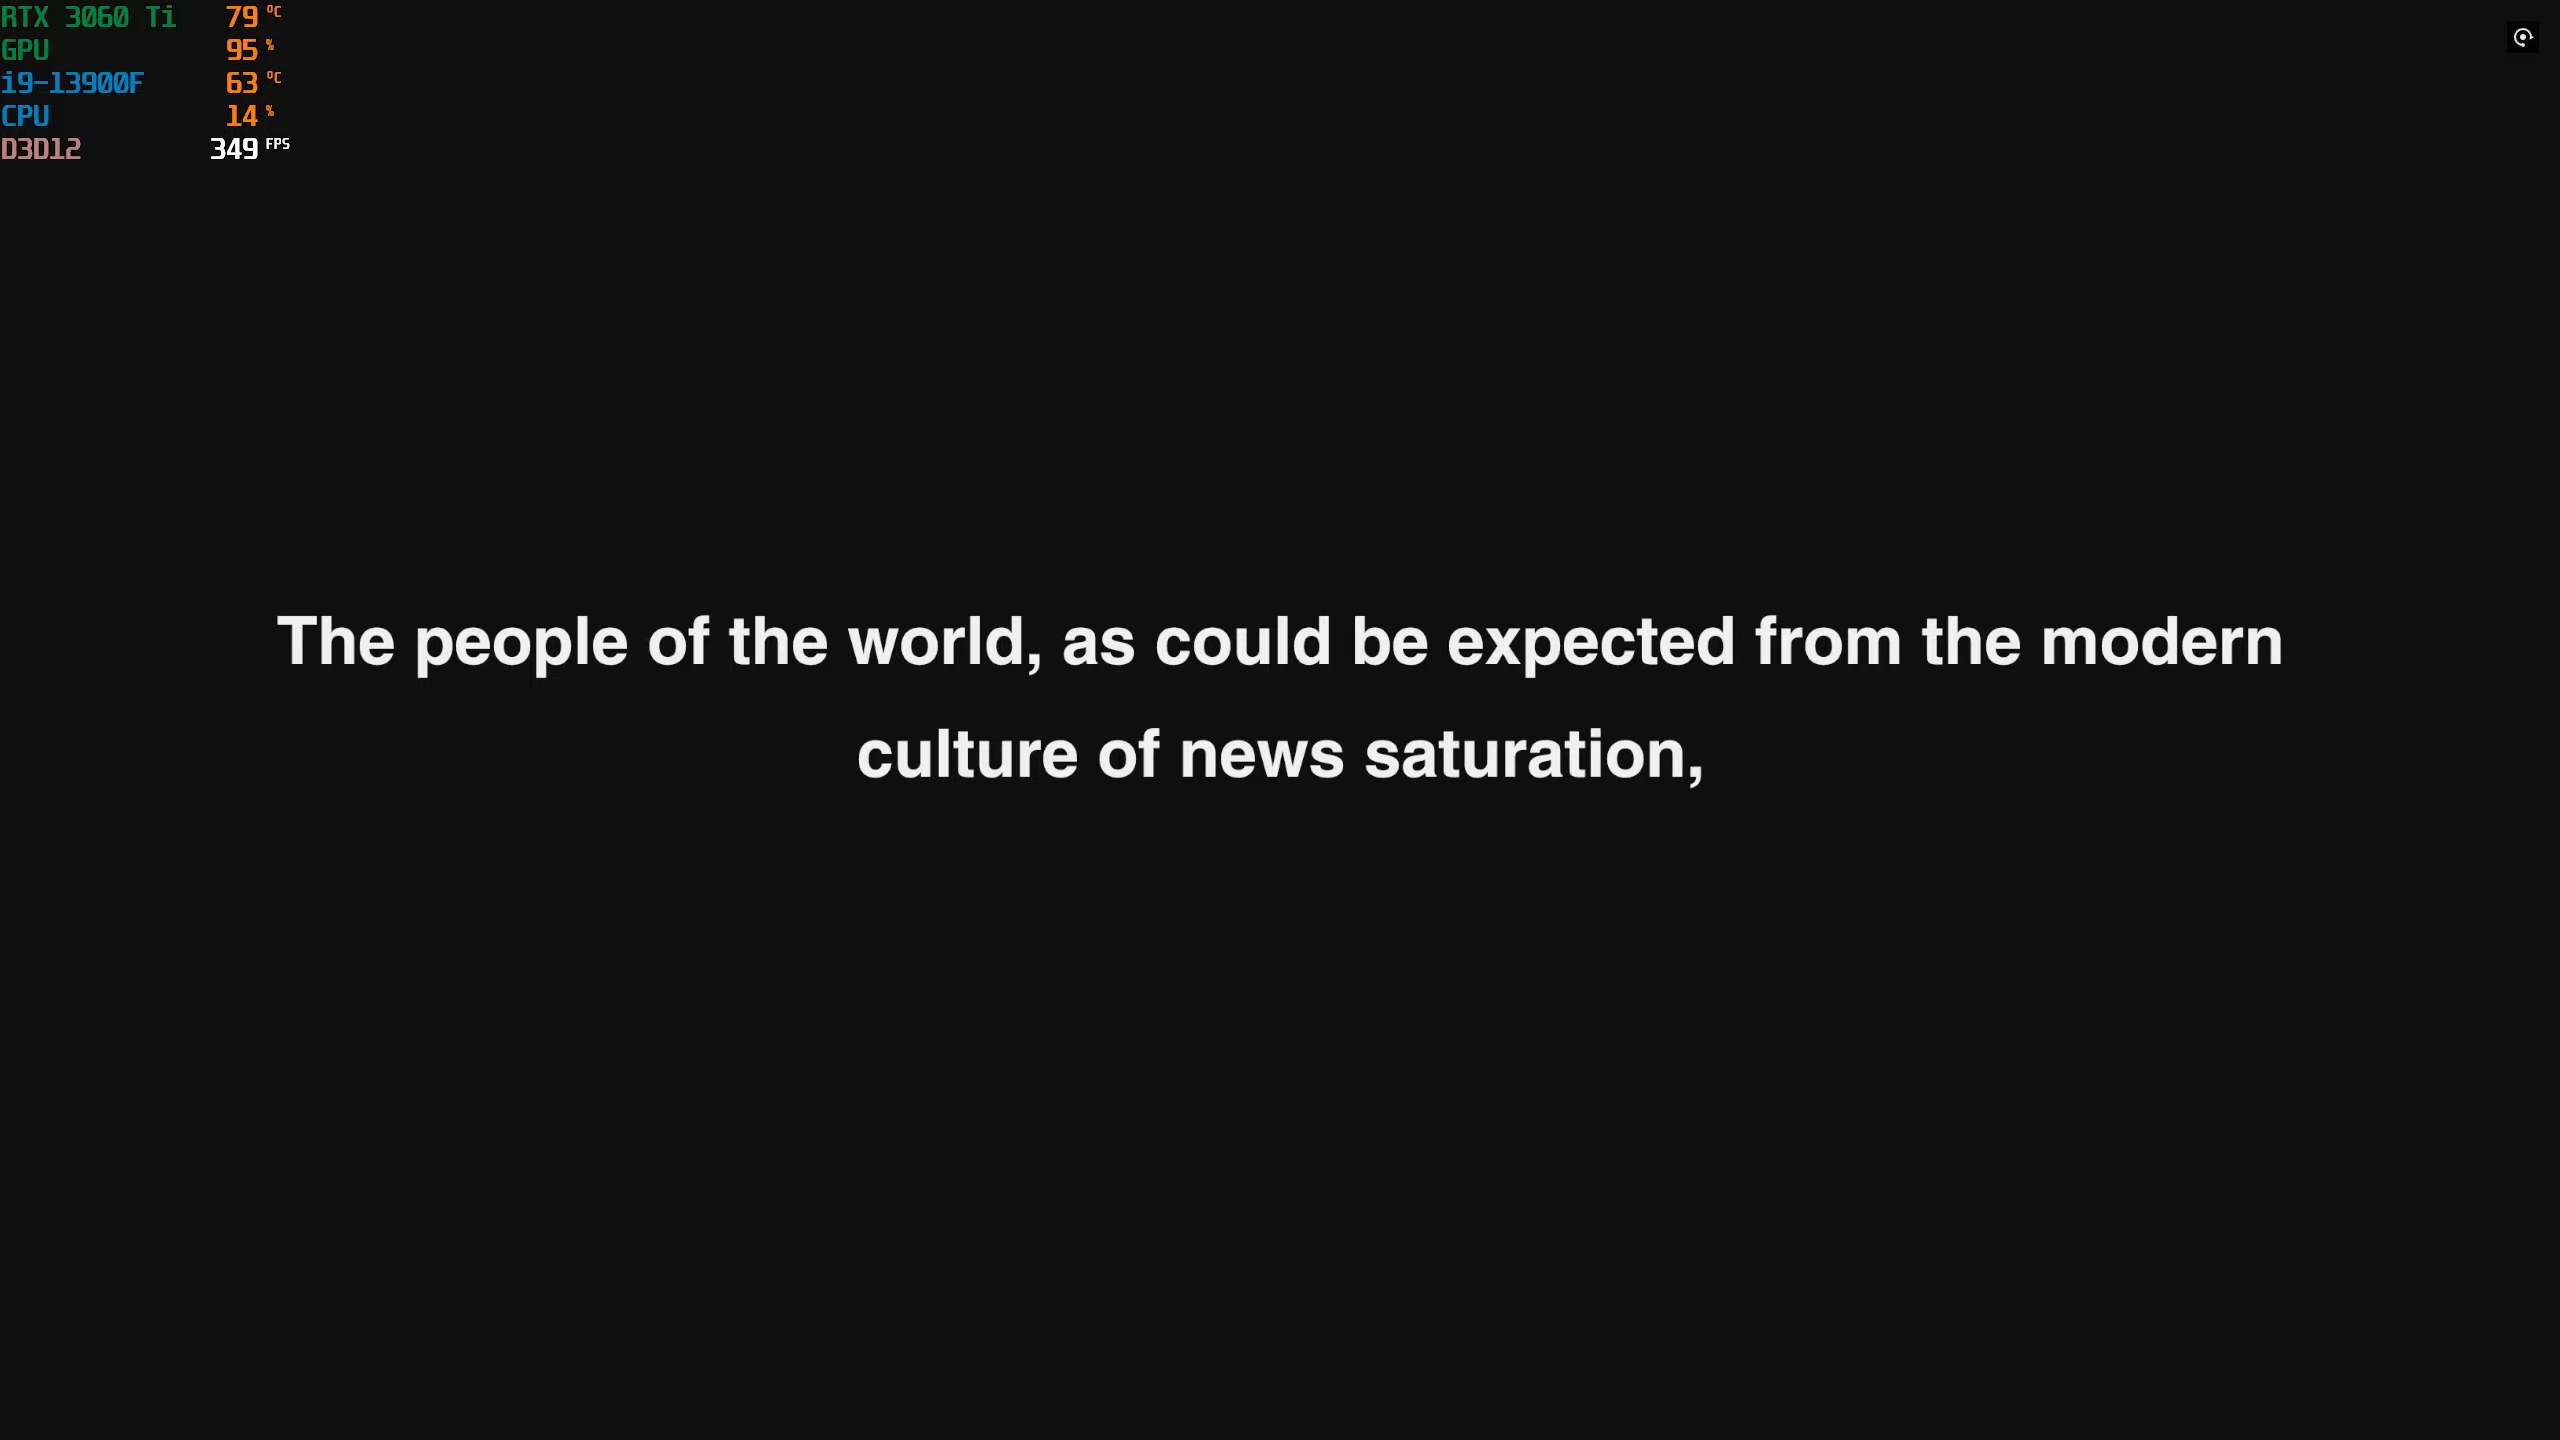 RTX 3060 Ti 79 °C
GPU 95 %
i9-13900F 63 °C
CPU 14 %
D3D12 349 FPS
The people of the world, as could be expected from the modern
culture of news saturation,